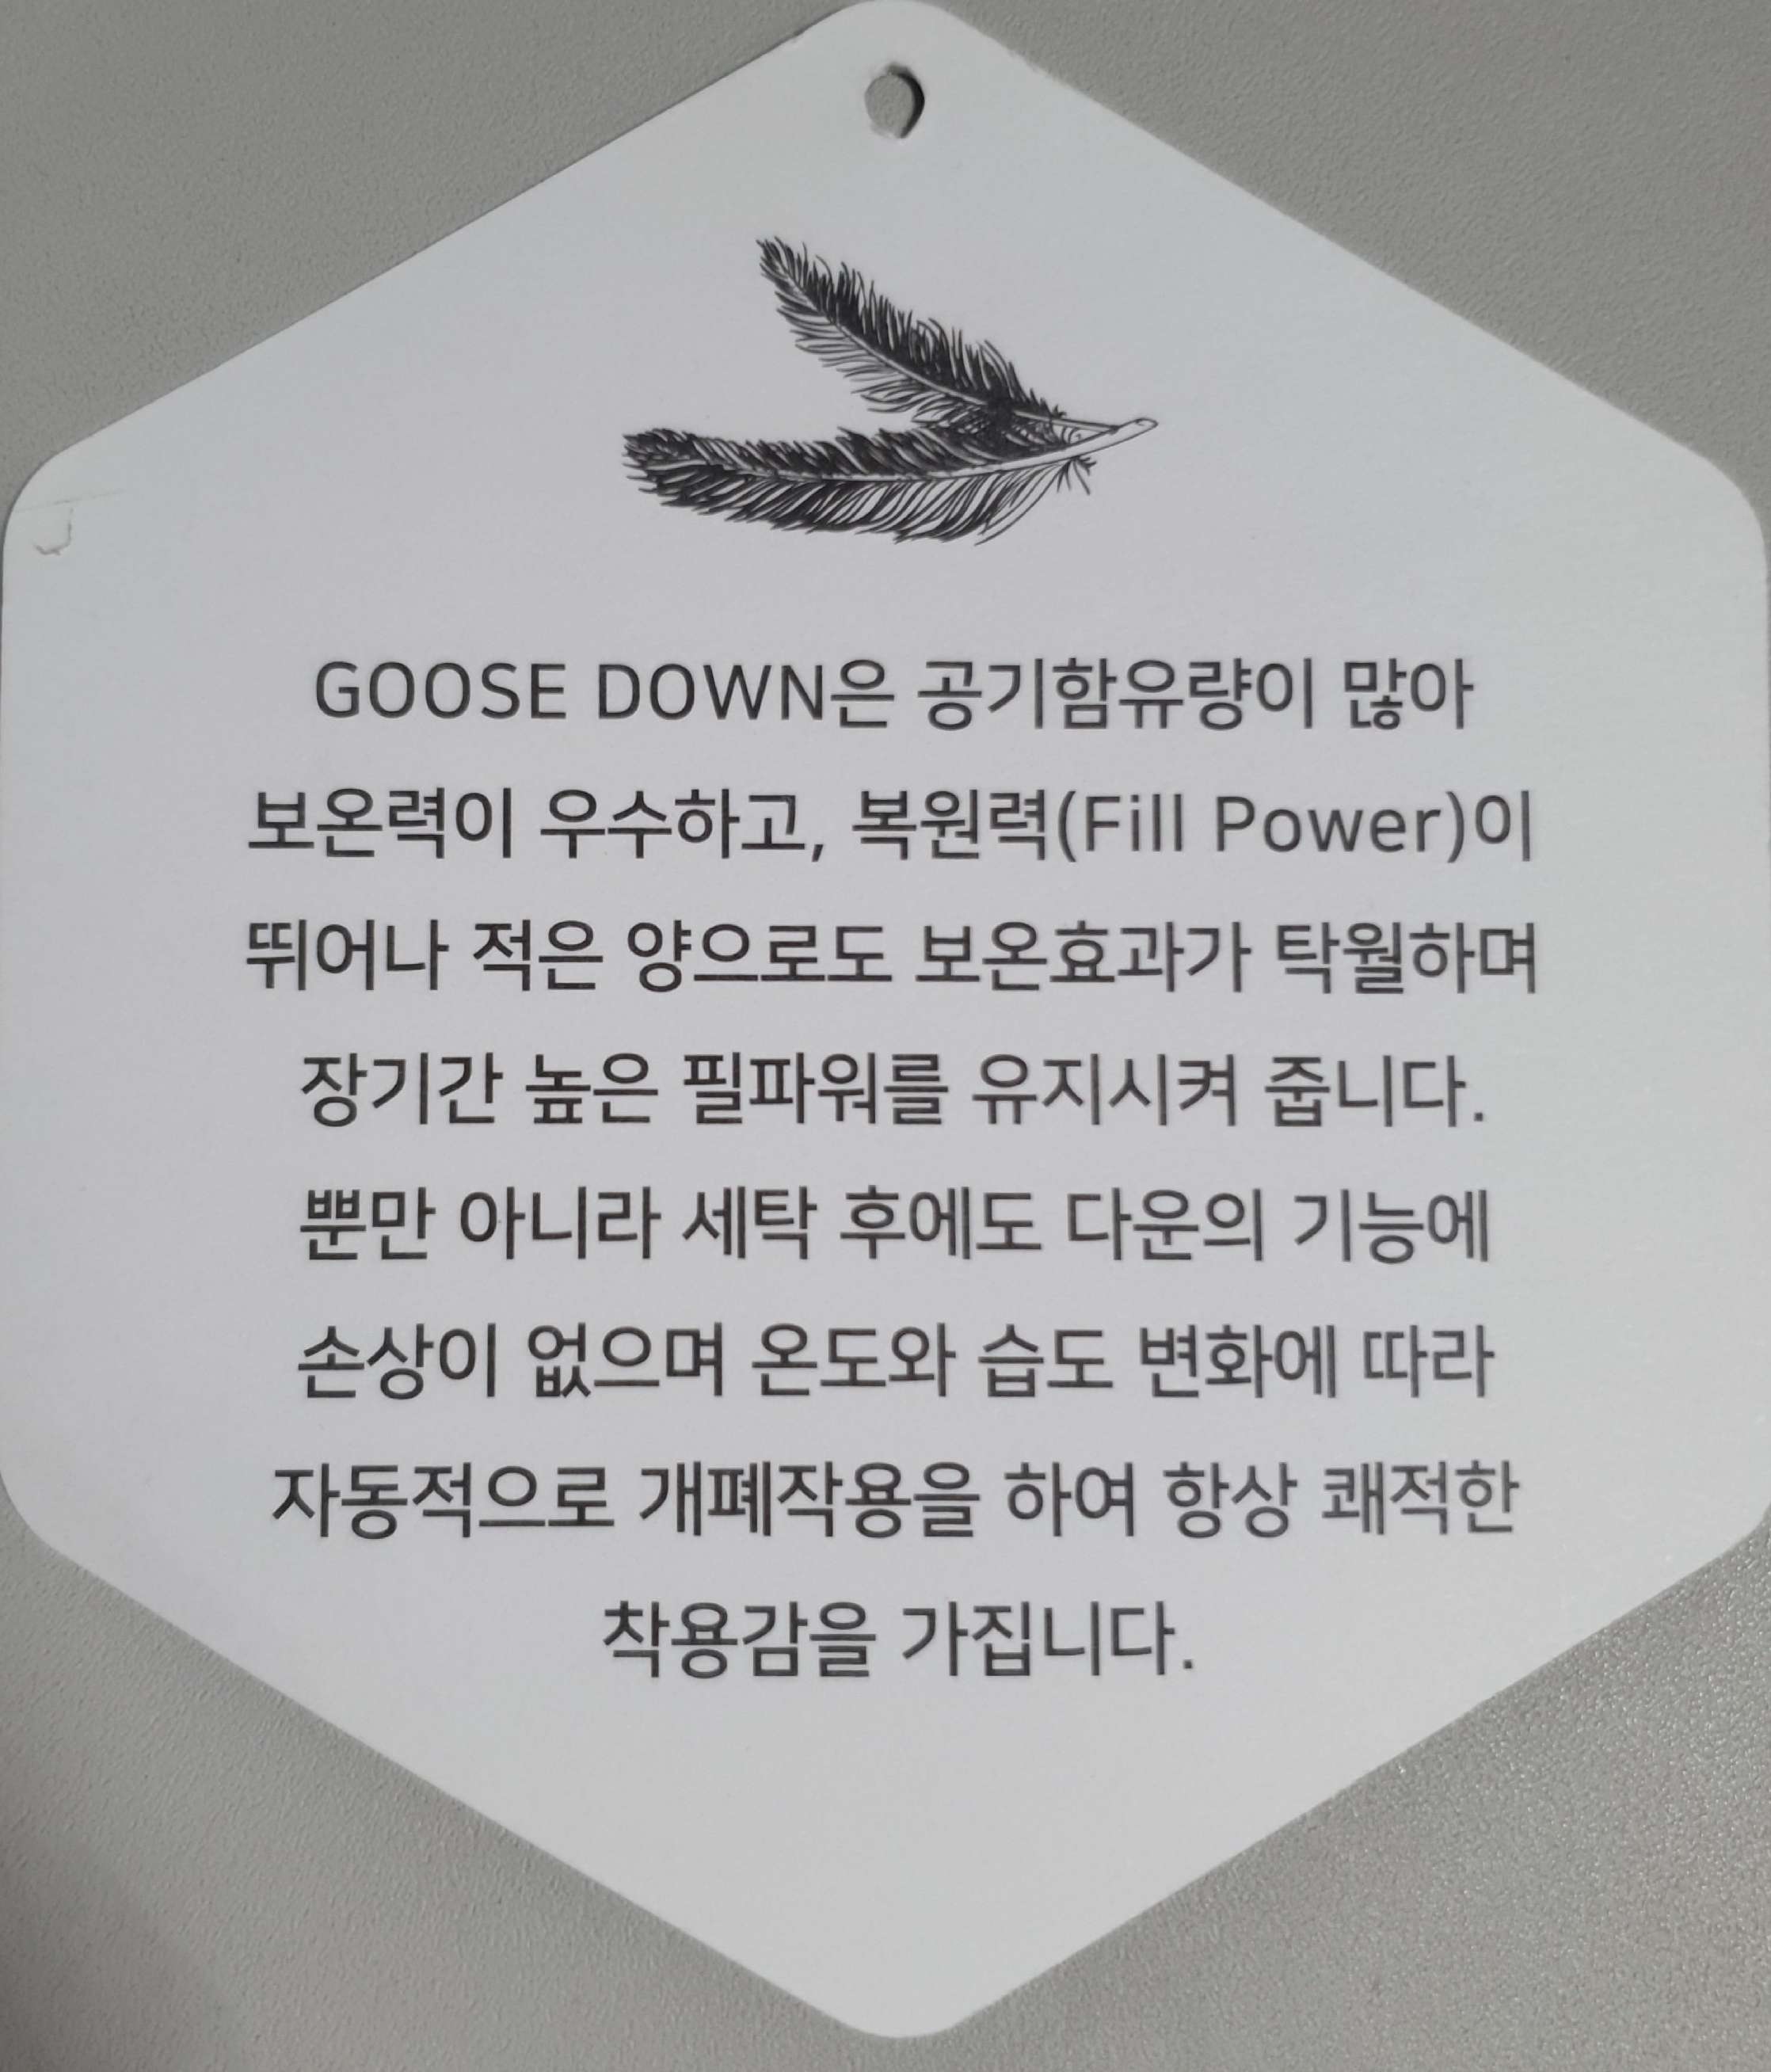 GOOSE DOWN은 공기함유량이 많아
보온력이 우수하고, 복원력(Fill Power)이
뛰어나 적은 양으로도 보온효과가 탁월하며
장기간 높은 필파워를 유지시켜 줍니다.
뿐만 아니라 세탁 후에도 다운의 기능에
손상이 없으며 온도와 습도 변화에 따라
자동적으로 개폐작용을 하여 항상 쾌적한
착용감을 가집니다.